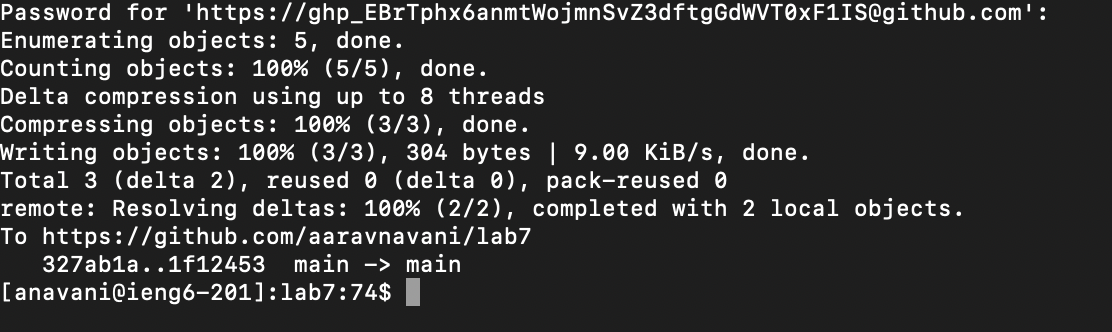 Password for 'https://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@github.com':
Enumerating objects: 5, done.
Counting objects: 100% (5/5), done.
Delta compression using up to 8 threads
Compressing objects: 100% (3/3), done.
Writing objects: 100% (3/3), 304 bytes | 9.00 KiB/s, done.
Total 3 (delta 2), reused 0 (delta 0), pack-reused 0
remote: Resolving deltas: 100% (2/2), completed with 2 local objects.
To https://github.com/aaravnavani/lab7
   327ab1a..1f12453  main -> main
[anavani@ieng6-201]:lab7:74$